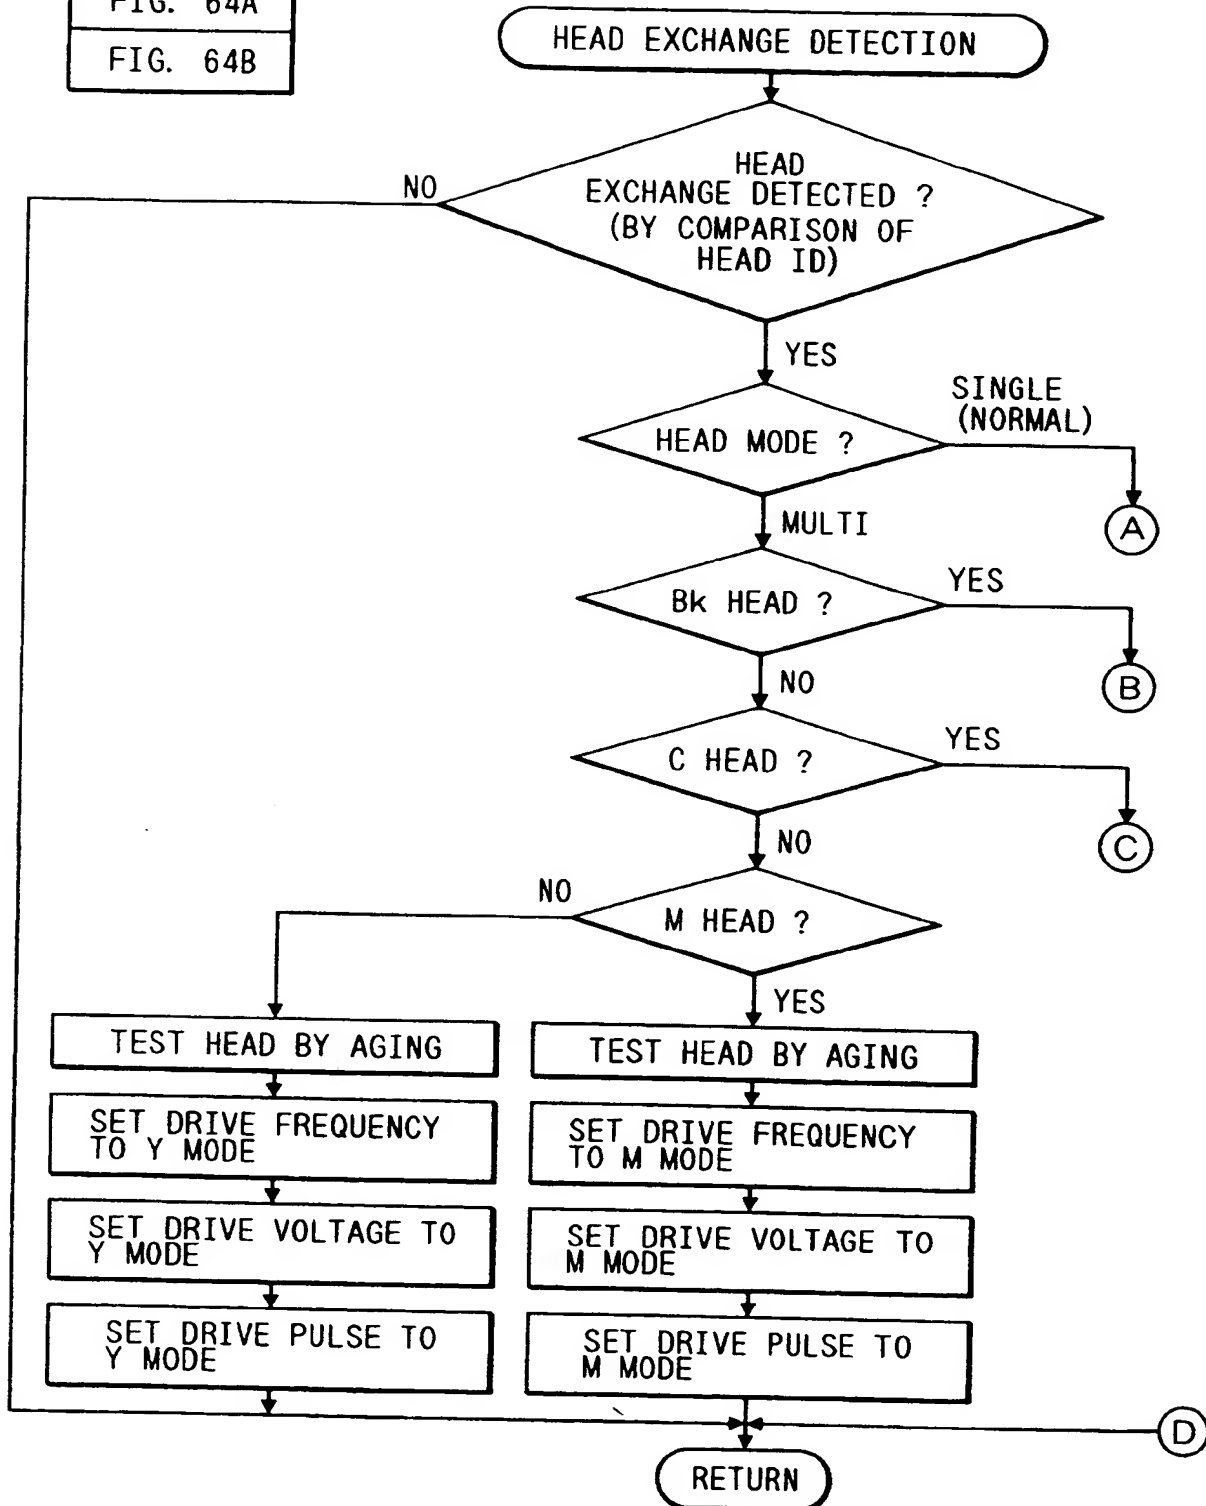 FIG. 64A
FIG. 64B
HEAD EXCHANGE DETECTION
HEAD
EXCHANGE DETECTED ?
(BY COMPARISON OF
HEAD ID)
NO
YES
HEAD MODE ?
SINGLE
(NORMAL)
A
MULTI
Bk HEAD ?
YES
B
NO
C HEAD ?
YES
C
NO
M HEAD ?
NO
YES
TEST HEAD BY AGING
SET DRIVE FREQUENCY
TO Y MODE
SET DRIVE VOLTAGE TO
Y MODE
SET DRIVE PULSE TO
Y MODE
TEST HEAD BY AGING
SET DRIVE FREQUENCY
TO M MODE
SET DRIVE VOLTAGE TO
M MODE
SET DRIVE PULSE TO
M MODE
D
RETURN